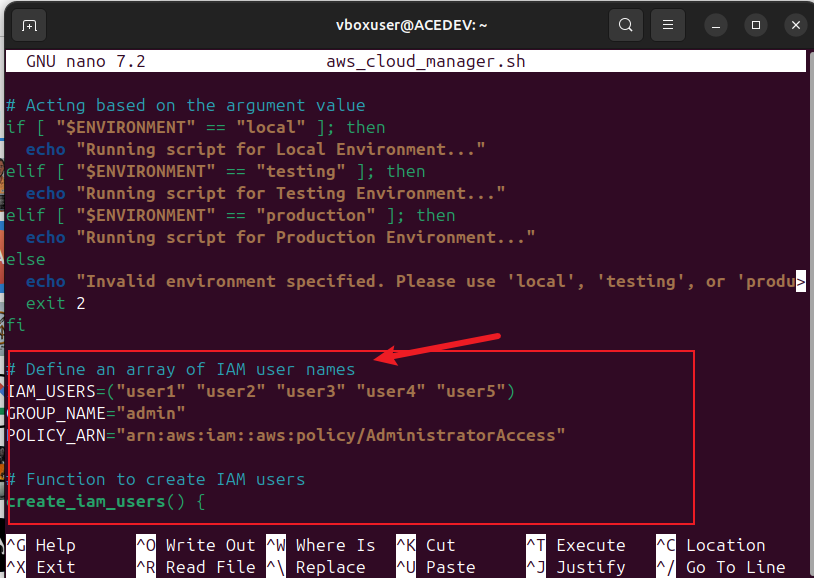 vboxuser@ACEDEV: ~
GNU nano 7.2 aws_cloud_manager.sh
# Acting based on the argument value
if [ "$ENVIRONMENT" == "local" ]; then
  echo "Running script for Local Environment..."
elif [ "$ENVIRONMENT" == "testing" ]; then
  echo "Running script for Testing Environment..."
elif [ "$ENVIRONMENT" == "production" ]; then
  echo "Running script for Production Environment..."
else
  echo "Invalid environment specified. Please use 'local', 'testing', or 'produ>
  exit 2
fi
# Define an array of IAM user names
IAM_USERS=("user1" "user2" "user3" "user4" "user5")
GROUP_NAME="admin"
POLICY_ARN="arn:aws:iam::aws:policy/AdministratorAccess"
# Function to create IAM users
create_iam_users() {
^G Help ^O Write Out ^W Where Is ^K Cut ^T Execute ^C Location
^X Exit ^R Read File ^\ Replace ^U Paste ^J Justify ^/ Go To Line